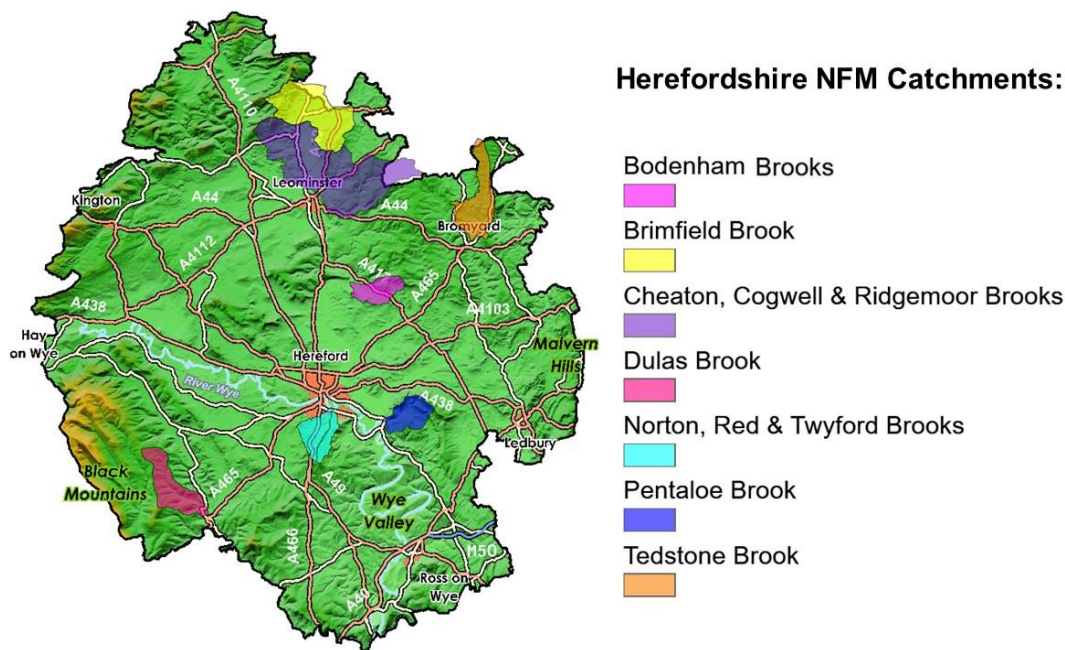 Herefordshire NFM Catchments:
Bodenham Brooks
Brimfield Brook
Cheaton, Cogwell & Ridgemoor Brooks
Dulas Brook
Norton, Red & Twyford Brooks
Pentaloe Brook
Tedstone Brook
A4110
Leominster
Kington
A44
A44
Bromyard
A4112
A465
A438
A4103
Hay
on Wye
Hereford
Malvern
Hills
River Wye
A438
Ledbury
Black
Mountains
A465
A49
Wye
Valley
A466
M50
Ross on
Wye
A40